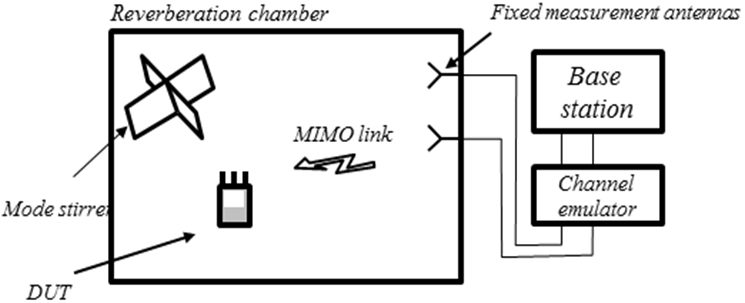 Reverberation chamber
Fixed measurement antennas
Base
station
MIMO link
Channel
emulator
Mode stirrer
DUT